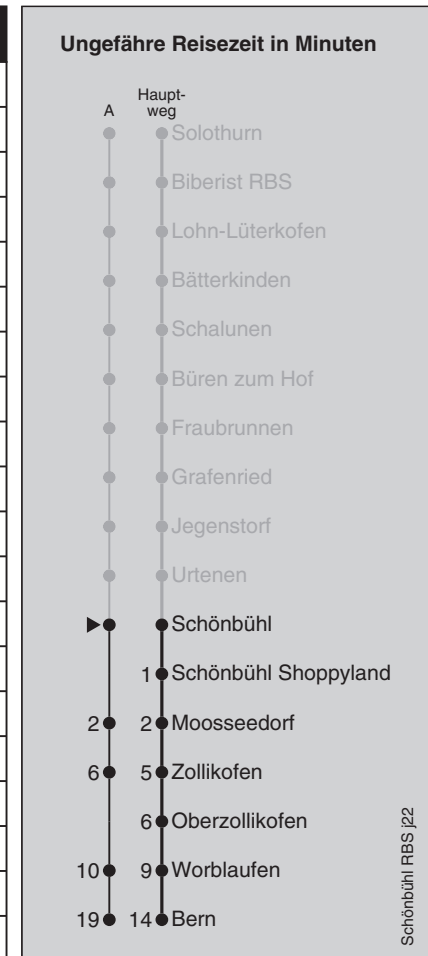 Ungefähre Reisezeit in Minuten
A Haupt-
weg
Solothurn
Biberist RBS
Lohn-Lüterkofen
Bätterkinden
Schalunen
Büren zum Hof
Fraubrunnen
Grafenried
Jegenstorf
Urtenen
Schönbühl
1 Schönbühl Shoppyland
2 2 Moosseedorf
6 5 Zollikofen
6 Oberzollikofen
10 9 Worblaufen
19 14 Bern
Schönbühl RBS j22